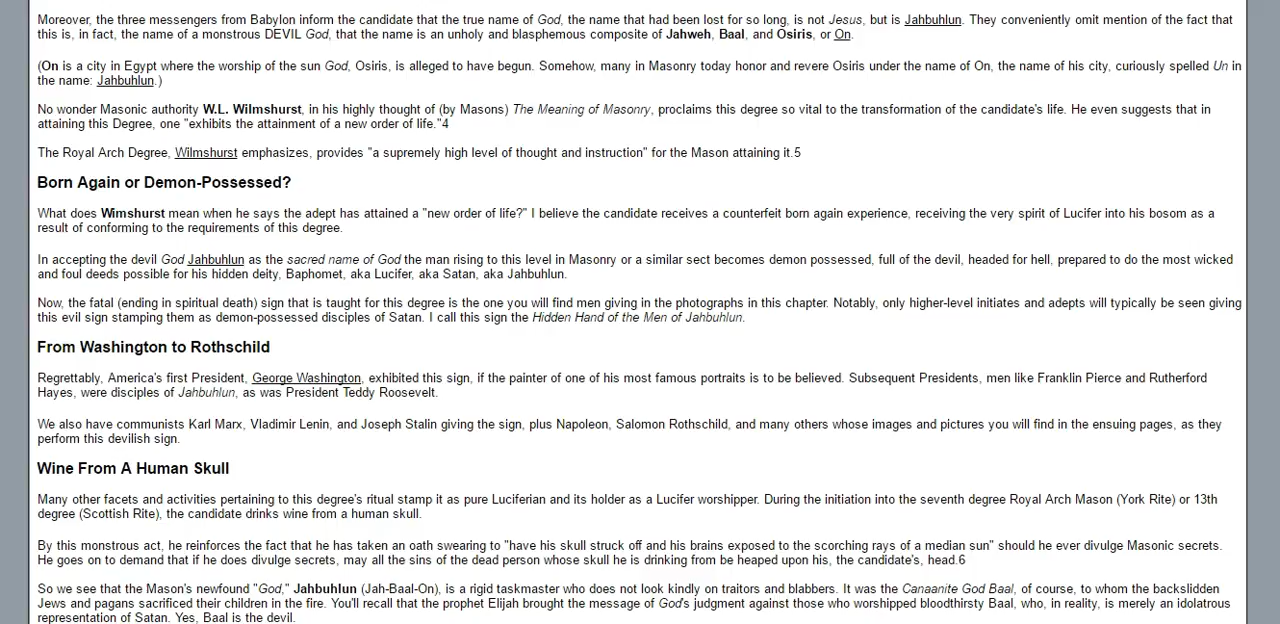 Moreover, the three messengers from Babylon inform the candidate that the true name of God, the name that had been lost for so long, is not Jesus, but is Jahbuhlun. They conveniently omit mention of the fact that
this is, in fact, the name of a monstrous DEVIL God, that the name is an unholy and blasphemous composite of Jahweh, Baal, and Osiris, or On.
(On is a city in Egypt where the worship of the sun God, Osiris, is alleged to have begun. Somehow, many in Masonry today honor and revere Osiris under the name of On, the name of his city, curiously spelled Un in
the name: Jahbuhlun.)
No wonder Masonic authority W.L. Wilmshurst, in his highly thought of (by Masons) The Meaning of Masonry, proclaims this degree so vital to the transformation of the candidate's life. He even suggests that in
attaining this Degree, one "exhibits the attainment of a new order of life."4
The Royal Arch Degree, Wilmshurst emphasizes, provides "a supremely high level of thought and instruction" for the Mason attaining it.5
Born Again or Demon-Possessed?
What does Wimshurst mean when he says the adept has attained a "new order of life?" I believe the candidate receives a counterfeit born again experience, receiving the very spirit of Lucifer into his bosom as a
result of conforming to the requirements of this degree.
In accepting the devil God Jahbuhlun as the sacred name of God the man rising to this level in Masonry or a similar sect becomes demon possessed, full of the devil, headed for hell, prepared to do the most wicked
and foul deeds possible for his hidden deity, Baphomet, aka Lucifer, aka Satan, aka Jahbuhlun.
Now, the fatal (ending in spiritual death) sign that is taught for this degree is the one you will find men giving in the photographs in this chapter. Notably, only higher-level initiates and adepts will typically be seen giving
this evil sign stamping them as demon-possessed disciples of Satan. I call this sign the Hidden Hand of the Men of Jahbuhlun.
From Washington to Rothschild
Regrettably, America's first President, George Washington, exhibited this sign, if the painter of one of his most famous portraits is to be believed. Subsequent Presidents, men like Franklin Pierce and Rutherford
Hayes, were disciples of Jahbuhlun, as was President Teddy Roosevelt.
We also have communists Karl Marx, Vladimir Lenin, and Joseph Stalin giving the sign, plus Napoleon, Salomon Rothschild, and many others whose images and pictures you will find in the ensuing pages, as they
perform this devilish sign.
Wine From A Human Skull
Many other facets and activities pertaining to this degree's ritual stamp it as pure Luciferian and its holder as a Lucifer worshipper. During the initiation into the seventh degree Royal Arch Mason (York Rite) or 13th
degree (Scottish Rite), the candidate drinks wine from a human skull.
By this monstrous act, he reinforces the fact that he has taken an oath swearing to "have his skull struck off and his brains exposed to the scorching rays of a median sun" should he ever divulge Masonic secrets.
He goes on to demand that if he does divulge secrets, may all the sins of the dead person whose skull he is drinking from be heaped upon his, the candidate's, head.6
So we see that the Mason's newfound "God," Jahbuhlun (Jah-Baal-On), is a rigid taskmaster who does not look kindly on traitors and blabbers. It was the Canaanite God Baal, of course, to whom the backslidden
Jews and pagans sacrificed their children in the fire. You'll recall that the prophet Elijah brought the message of God's judgment against those who worshipped bloodthirsty Baal, who, in reality, is merely an idolatrous
representation of Satan. Yes, Baal is the devil.